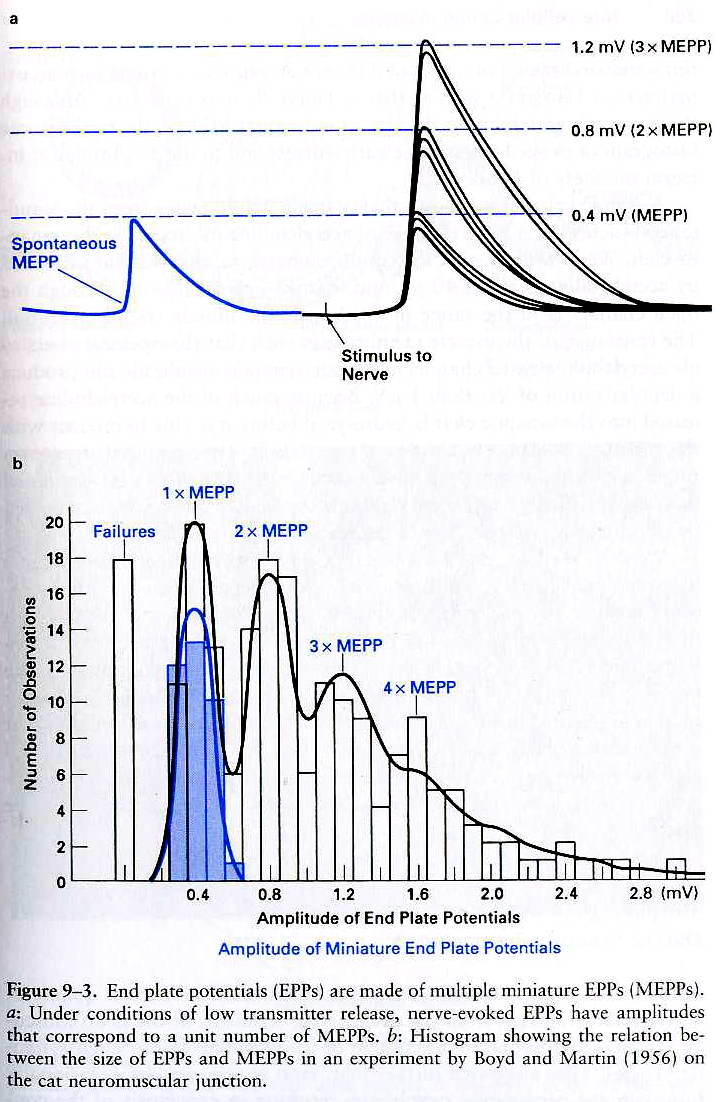 a
1.2 mV (3 x MEPP)
0.8 mV (2 x MEPP)
0.4 mV (MEPP)
Spontaneous
MEPP
Stimulus to
Nerve
b
1 x MEPP
Failures
2 x MEPP
3 x MEPP
4 x MEPP
Number of Observations
20
18
16
14
12
10
8
6
4
2
0
0.4 0.8 1.2 1.6 2.0 2.4 2.8 (mV)
Amplitude of End Plate Potentials
Amplitude of Miniature End Plate Potentials
Figure 9–3. End plate potentials (EPPs) are made of multiple miniature EPPs (MEPPs).
a: Under conditions of low transmitter release, nerve-evoked EPPs have amplitudes
that correspond to a unit number of MEPPs. b: Histogram showing the relation be-
tween the size of EPPs and MEPPs in an experiment by Boyd and Martin (1956) on
the cat neuromuscular junction.